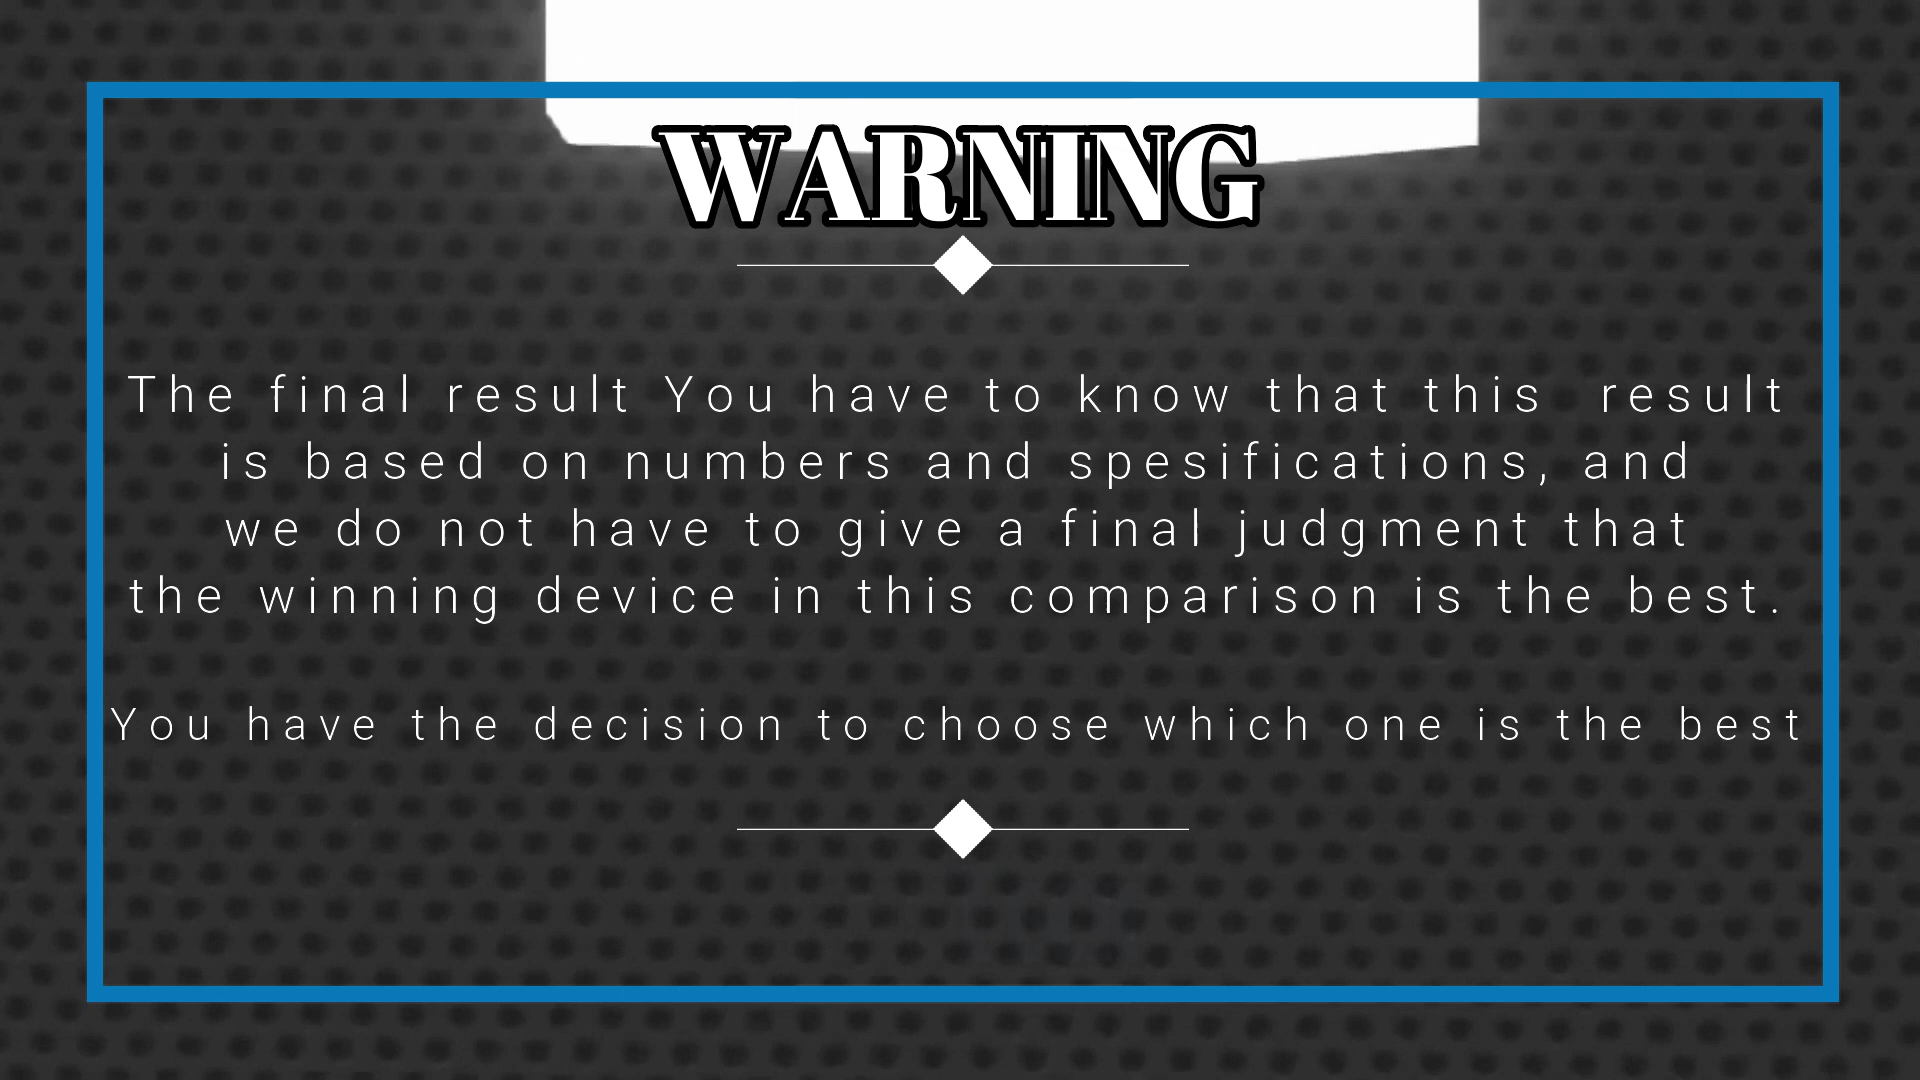 WARNING
The final result You have to know that this result
is based on numbers and spesifications, and
we do not have to give a final judgment that
the winning device in this comparison is the best.
You have the decision to choose which one is the best